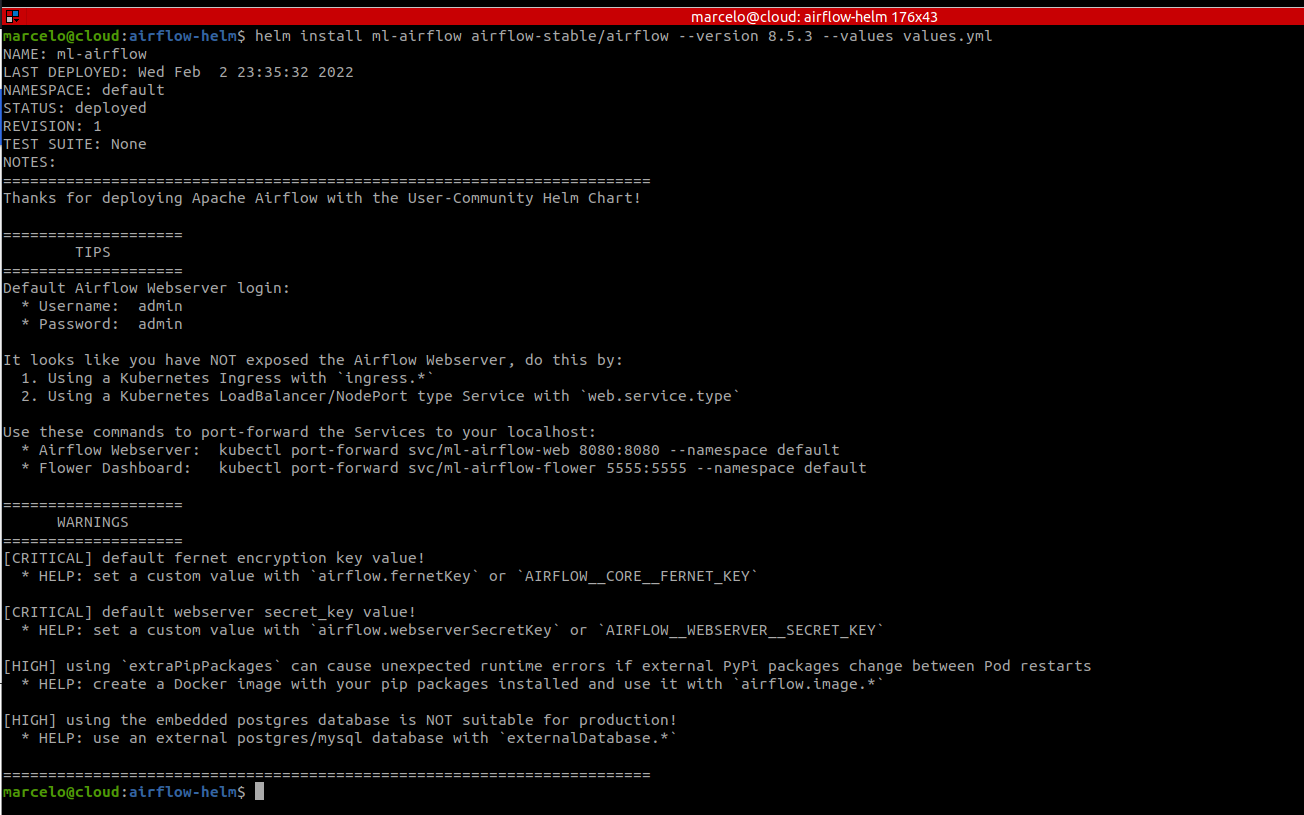 marcelo@cloud: airflow-helm 176x43
marcelo@cloud:airflow-helm$ helm install ml-airflow airflow-stable/airflow --version 8.5.3 --values values.yml
NAME: ml-airflow
LAST DEPLOYED: Wed Feb  2 23:35:32 2022
NAMESPACE: default
STATUS: deployed
REVISION: 1
TEST SUITE: None
NOTES:
========================================================================
Thanks for deploying Apache Airflow with the User-Community Helm Chart!

====================
        TIPS
====================
Default Airflow Webserver login:
  * Username:  admin
  * Password:  admin

It looks like you have NOT exposed the Airflow Webserver, do this by:
  1. Using a Kubernetes Ingress with `ingress.*`
  2. Using a Kubernetes LoadBalancer/NodePort type Service with `web.service.type`

Use these commands to port-forward the Services to your localhost:
  * Airflow Webserver:  kubectl port-forward svc/ml-airflow-web 8080:8080 --namespace default
  * Flower Dashboard:   kubectl port-forward svc/ml-airflow-flower 5555:5555 --namespace default

====================
      WARNINGS
====================
[CRITICAL] default fernet encryption key value!
  * HELP: set a custom value with `airflow.fernetKey` or `AIRFLOW__CORE__FERNET_KEY`

[CRITICAL] default webserver secret_key value!
  * HELP: set a custom value with `airflow.webserverSecretKey` or `AIRFLOW__WEBSERVER__SECRET_KEY`

[HIGH] using `extraPipPackages` can cause unexpected runtime errors if external PyPi packages change between Pod restarts
  * HELP: create a Docker image with your pip packages installed and use it with `airflow.image.*`

[HIGH] using the embedded postgres database is NOT suitable for production!
  * HELP: use an external postgres/mysql database with `externalDatabase.*`

========================================================================
marcelo@cloud:airflow-helm$